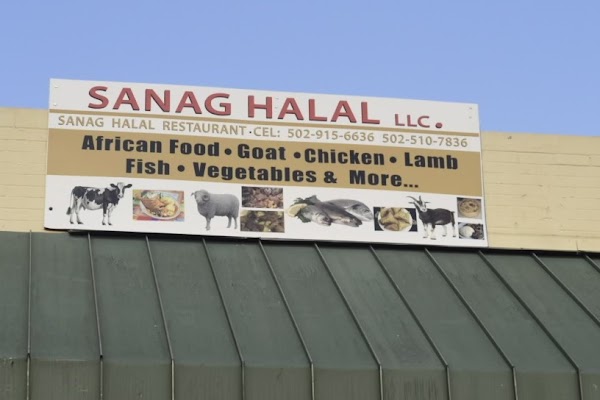 SANAG HALAL LLC.
SANAG HALAL RESTAURANT · CEL: 502-915-6636 502-510-7836
African Food • Goat • Chicken • Lamb
Fish • Vegetables & More...